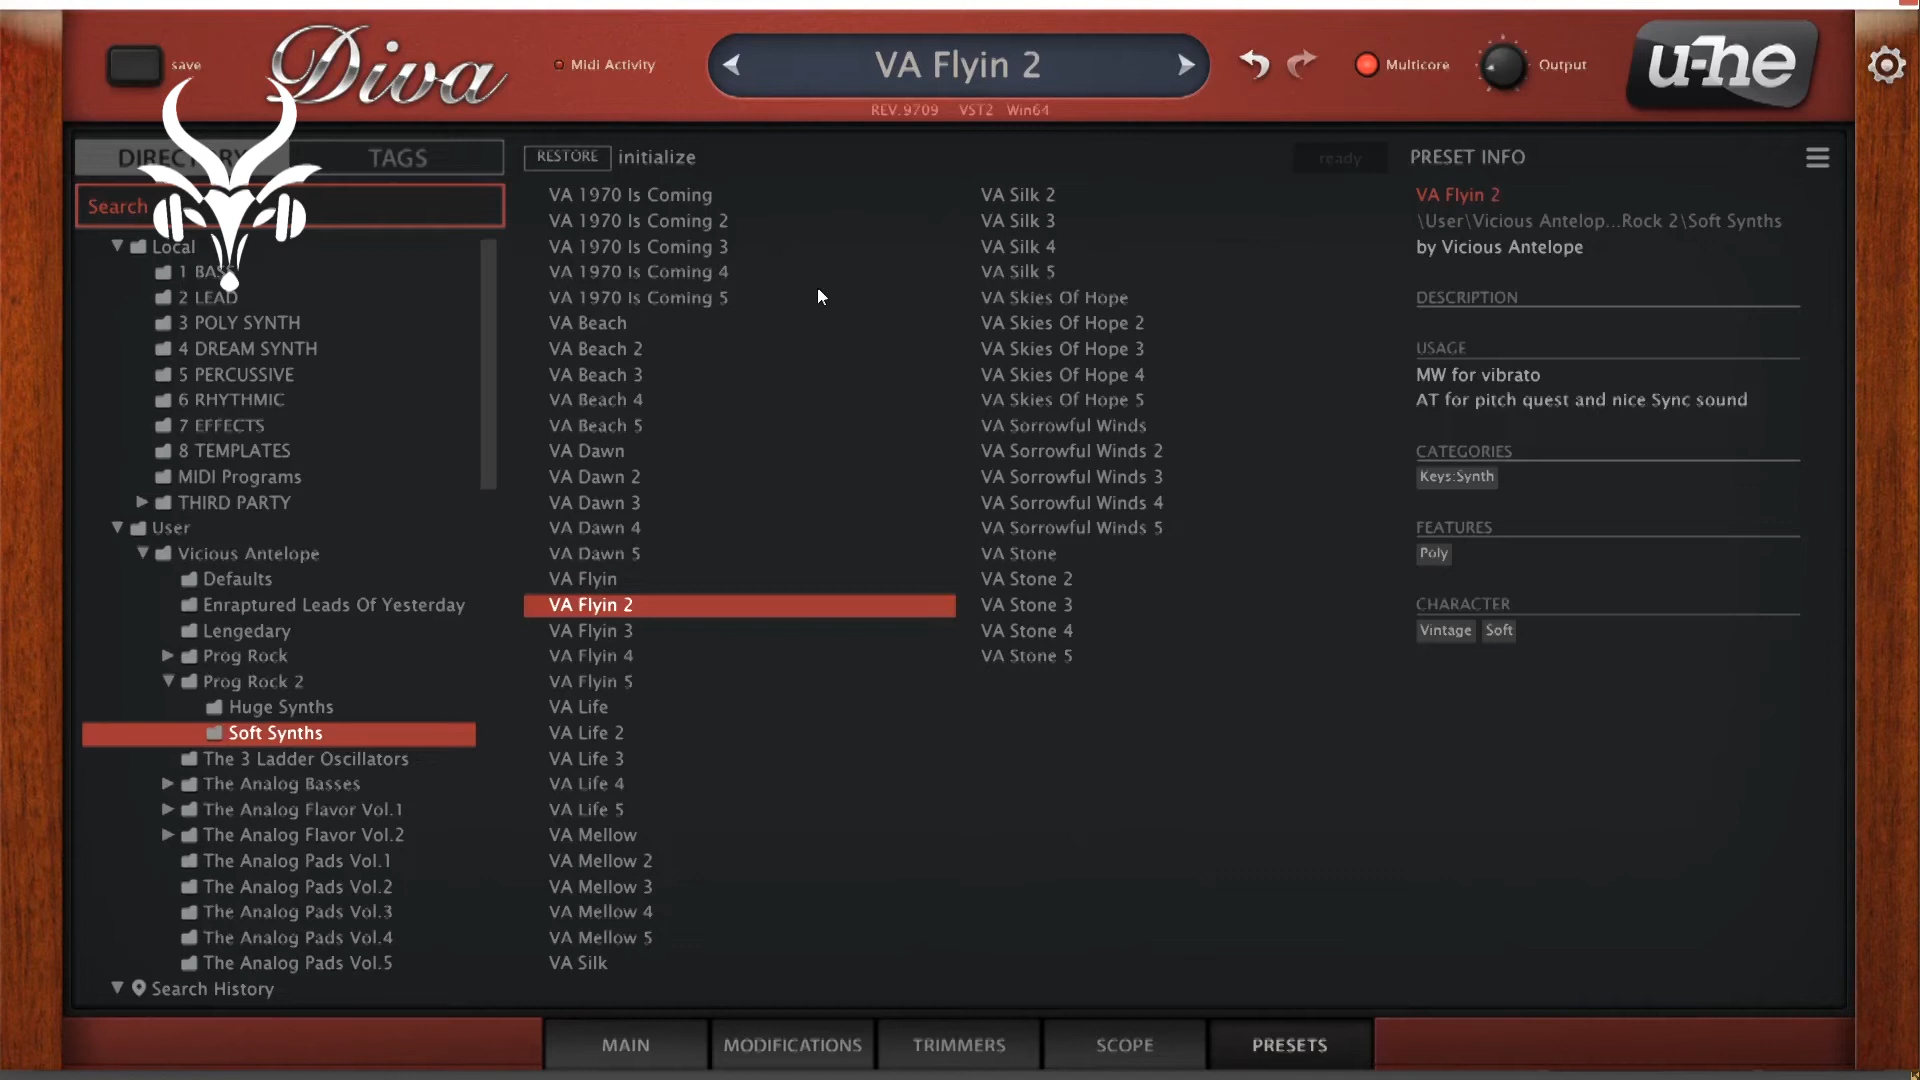 save
Diva
Midi Activity
VA Flyin 2
Multicore
Output
u-he
REV.9709 VST2 Win64
DIRECTORY
TAGS
Search
Local
1 BASS
2 LEAD
3 POLY SYNTH
4 DREAM SYNTH
5 PERCUSSIVE
6 RHYTHMIC
7 EFFECTS
8 TEMPLATES
MIDI Programs
THIRD PARTY
User
Vicious Antelope
Defaults
Enraptured Leads Of Yesterday
Lengedary
Prog Rock
Prog Rock 2
Huge Synths
Soft Synths
The 3 Ladder Oscillators
The Analog Basses
The Analog Flavor Vol.1
The Analog Flavor Vol.2
The Analog Pads Vol.1
The Analog Pads Vol.2
The Analog Pads Vol.3
The Analog Pads Vol.4
The Analog Pads Vol.5
Search History
RESTORE initialize
ready
VA 1970 Is Coming
VA 1970 Is Coming 2
VA 1970 Is Coming 3
VA 1970 Is Coming 4
VA 1970 Is Coming 5
VA Beach
VA Beach 2
VA Beach 3
VA Beach 4
VA Beach 5
VA Dawn
VA Dawn 2
VA Dawn 3
VA Dawn 4
VA Dawn 5
VA Flyin
VA Flyin 2
VA Flyin 3
VA Flyin 4
VA Flyin 5
VA Life
VA Life 2
VA Life 3
VA Life 4
VA Life 5
VA Mellow
VA Mellow 2
VA Mellow 3
VA Mellow 4
VA Mellow 5
VA Silk
VA Silk 2
VA Silk 3
VA Silk 4
VA Silk 5
VA Skies Of Hope
VA Skies Of Hope 2
VA Skies Of Hope 3
VA Skies Of Hope 4
VA Skies Of Hope 5
VA Sorrowful Winds
VA Sorrowful Winds 2
VA Sorrowful Winds 3
VA Sorrowful Winds 4
VA Sorrowful Winds 5
VA Stone
VA Stone 2
VA Stone 3
VA Stone 4
VA Stone 5
PRESET INFO
VA Flyin 2
\User\Vicious Antelop...Rock 2\Soft Synths
by Vicious Antelope
DESCRIPTION
USAGE
MW for vibrato
AT for pitch quest and nice Sync sound
CATEGORIES
Keys:Synth
FEATURES
Poly
CHARACTER
Vintage Soft
MAIN
MODIFICATIONS
TRIMMERS
SCOPE
PRESETS